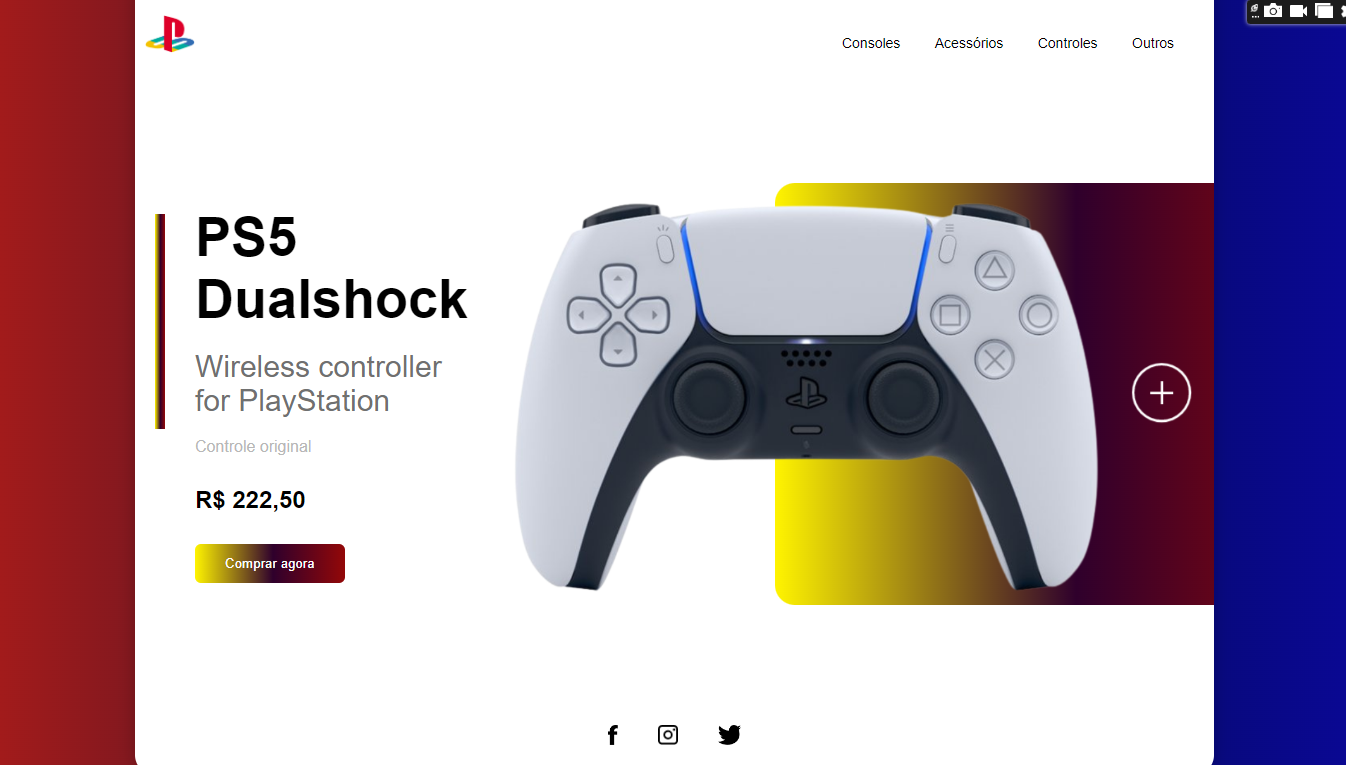 Consoles Acessórios Controles Outros
PS5
Dualshock
Wireless controller
for PlayStation
Controle original
R$ 222,50
Comprar agora